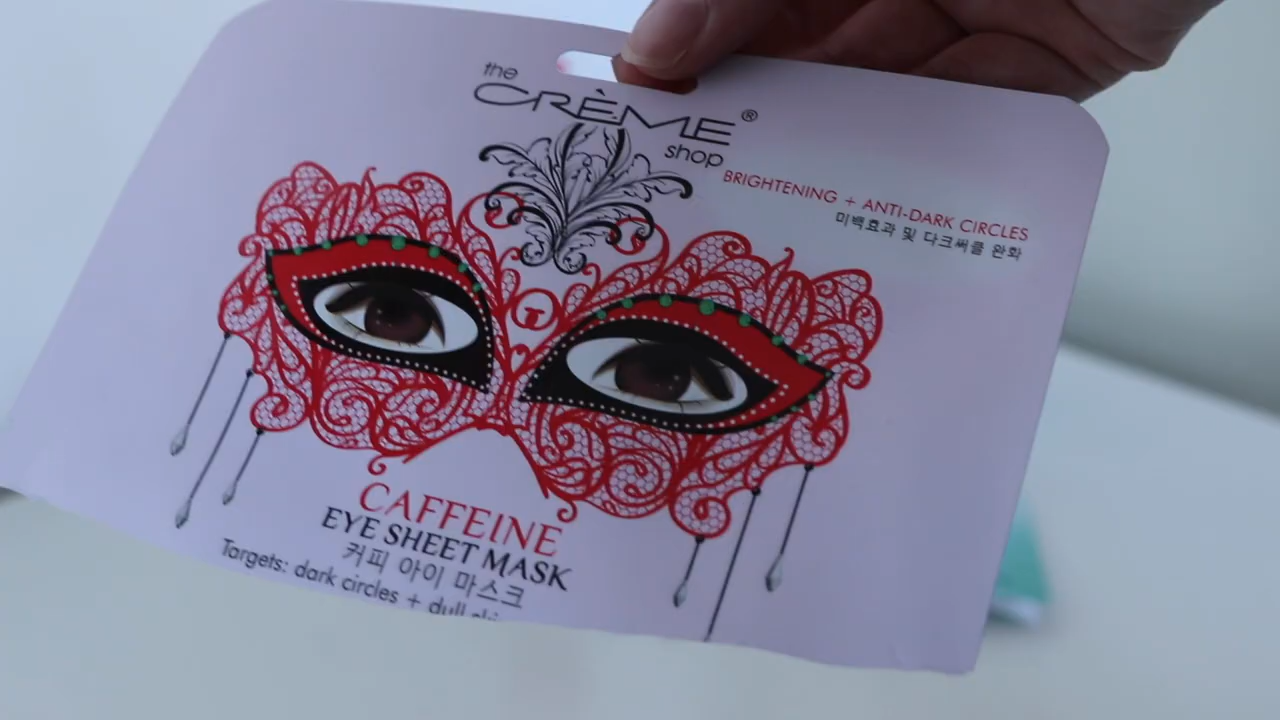 the
CRÈME®
shop
BRIGHTENING + ANTI-DARK CIRCLES
미백효과 및 다크써클 완화
CAFFEINE
EYE SHEET MASK
커피 아이 마스크
Targets: dark circles + dull